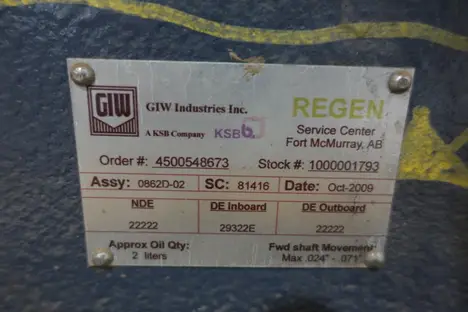 GIW
GIW Industries Inc.
REGEN
A KSB Company KSB
Service Center
Fort McMurray, AB
Order #: 4500548673 Stock #: 1000001793
Assy: 0862D-02 SC: 81416 Date: Oct-2009
NDE DE Inboard DE Outboard
22222 29322E 22222
Approx Oil Qty: Fwd shaft Movement:
2 liters Max .024" - .071"